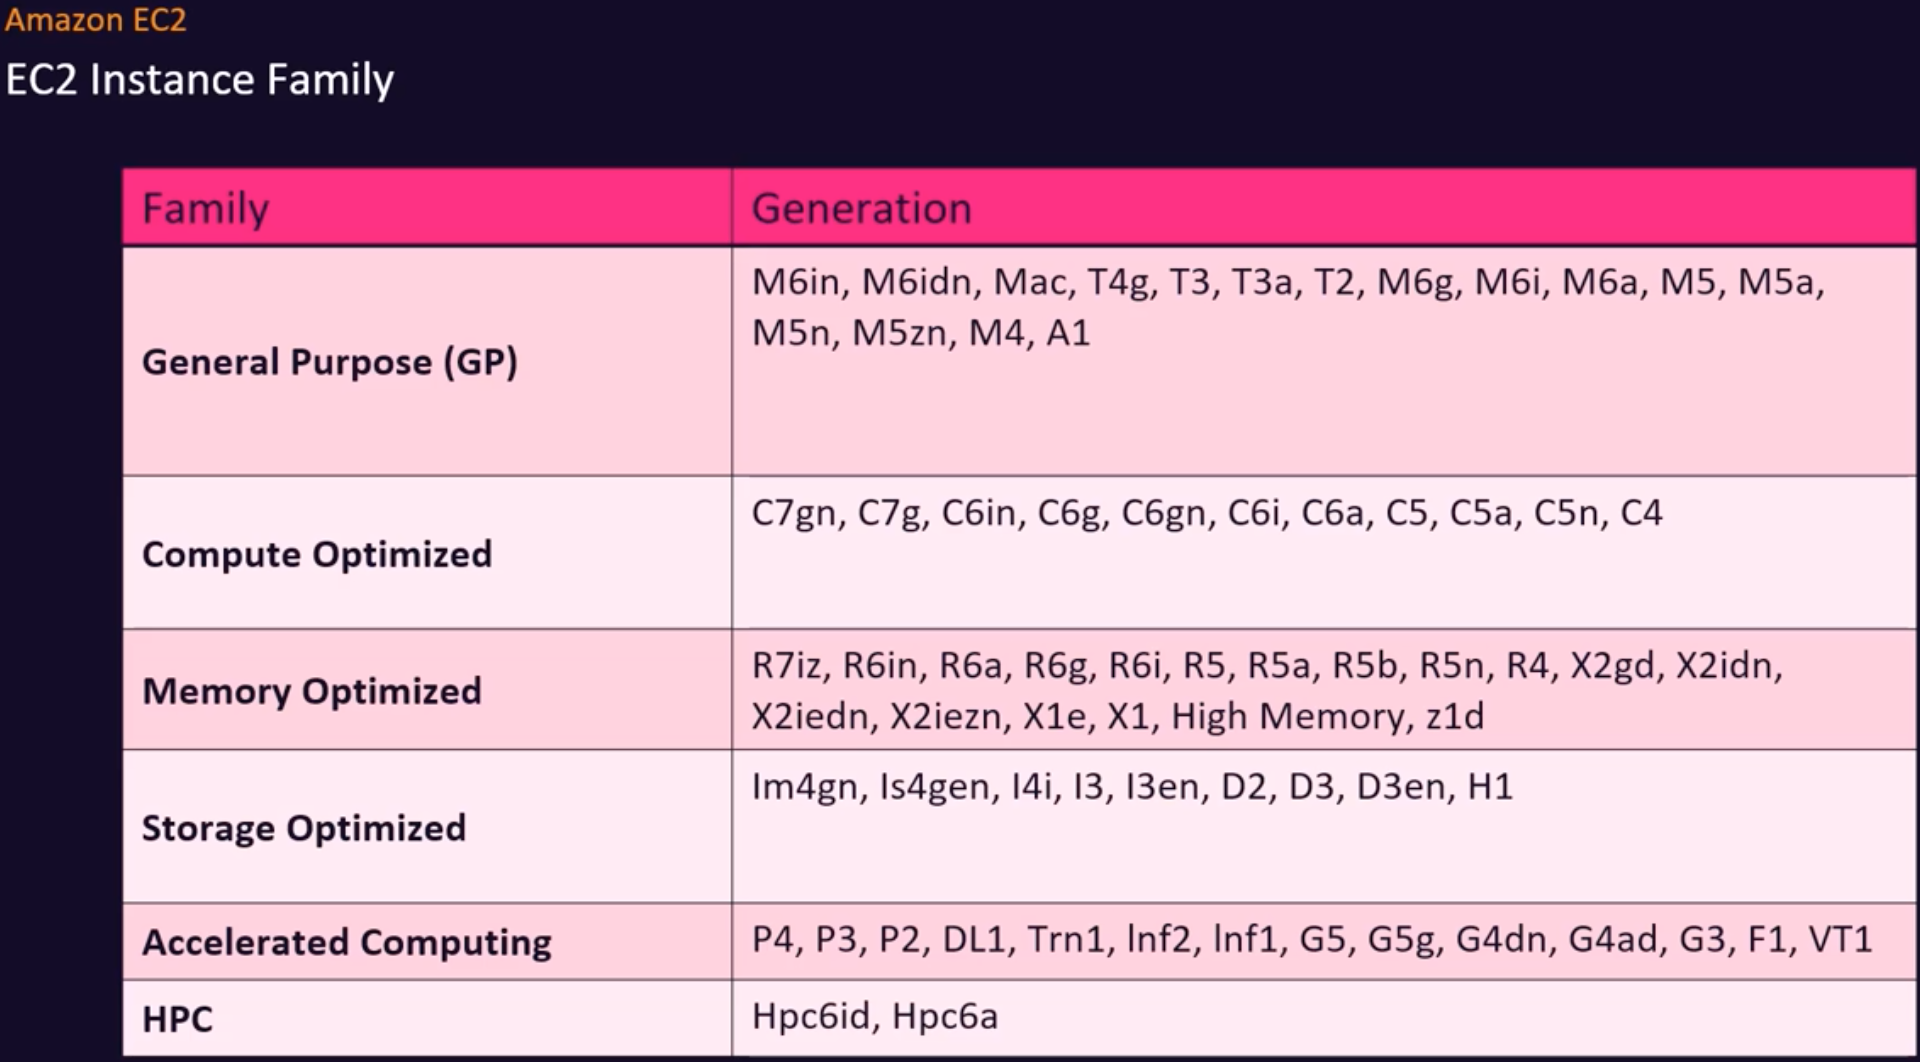 Amazon EC2
EC2 Instance Family
Family
Generation
General Purpose (GP)
M6in, M6idn, Mac, T4g, T3, T3a, T2, M6g, M6i, M6a, M5, M5a,
M5n, M5zn, M4, A1
Compute Optimized
C7gn, C7g, C6in, C6g, C6gn, C6i, C6a, C5, C5a, C5n, C4
Memory Optimized
R7iz, R6in, R6a, R6g, R6i, R5, R5a, R5b, R5n, R4, X2gd, X2idn,
X2iedn, X2iezn, X1e, X1, High Memory, z1d
Storage Optimized
Im4gn, Is4gen, I4i, I3, I3en, D2, D3, D3en, H1
Accelerated Computing
P4, P3, P2, DL1, Trn1, lnf2, lnf1, G5, G5g, G4dn, G4ad, G3, F1, VT1
HPC
Hpc6id, Hpc6a